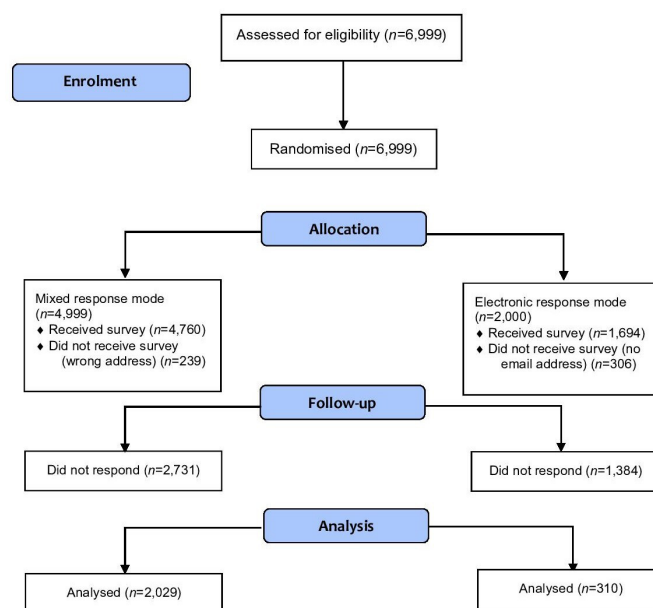 Assessed for eligibility (n=6,999)
Enrolment
Randomised (n=6,999)
Allocation
Mixed response mode
(n=4,999)
♦ Received survey (n=4,760)
♦ Did not receive survey
(wrong address) (n=239)
Electronic response mode
(n=2,000)
♦ Received survey (n=1,694)
♦ Did not receive survey (no
email address) (n=306)
Follow-up
Did not respond (n=2,731)
Did not respond (n=1,384)
Analysis
Analysed (n=2,029)
Analysed (n=310)